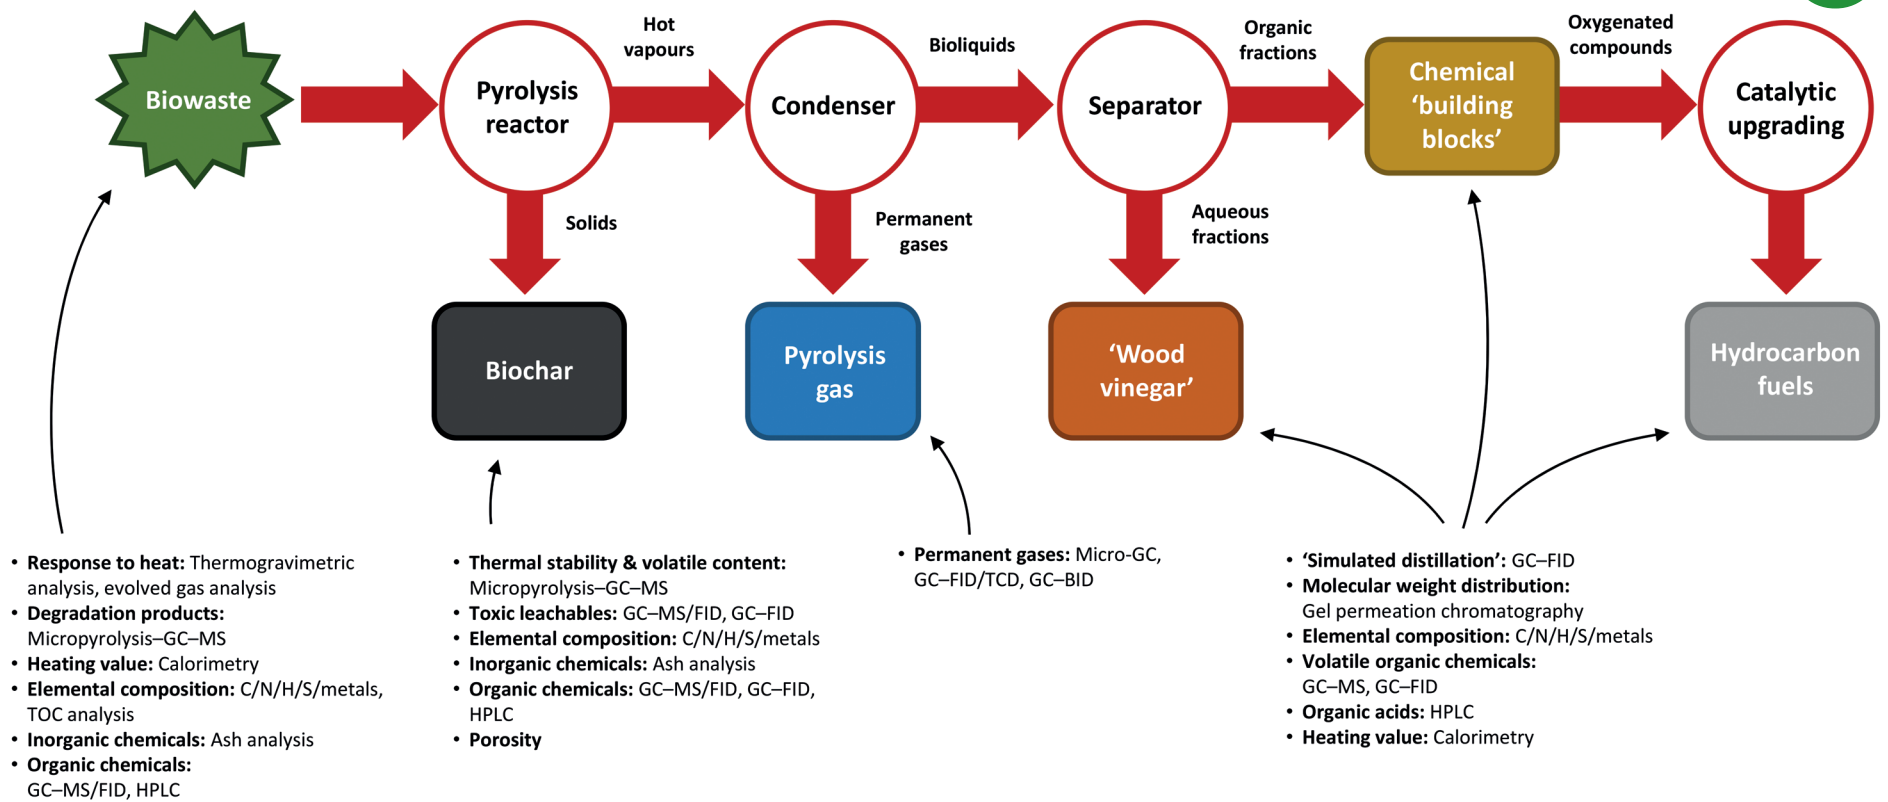 Biowaste
Pyrolysis
reactor
Hot
vapours
Condenser
Bioliquids
Separator
Organic
fractions
Chemical
‘building
blocks’
Oxygenated
compounds
Catalytic
upgrading
Solids
Permanent
gases
Aqueous
fractions
Biochar
Pyrolysis
gas
‘Wood
vinegar’
Hydrocarbon
fuels
• Response to heat: Thermogravimetric
analysis, evolved gas analysis
• Degradation products:
Micropyrolysis–GC–MS
• Heating value: Calorimetry
• Elemental composition: C/N/H/S/metals,
TOC analysis
• Inorganic chemicals: Ash analysis
• Organic chemicals:
GC–MS/FID, HPLC
• Thermal stability & volatile content:
Micropyrolysis–GC–MS
• Toxic leachables: GC–MS/FID, GC–FID
• Elemental composition: C/N/H/S/metals
• Inorganic chemicals: Ash analysis
• Organic chemicals: GC–MS/FID, GC–FID,
HPLC
• Porosity
• Permanent gases: Micro-GC,
GC–FID/TCD, GC–BID
• ‘Simulated distillation’: GC–FID
• Molecular weight distribution:
Gel permeation chromatography
• Elemental composition: C/N/H/S/metals
• Volatile organic chemicals:
GC–MS, GC–FID
• Organic acids: HPLC
• Heating value: Calorimetry